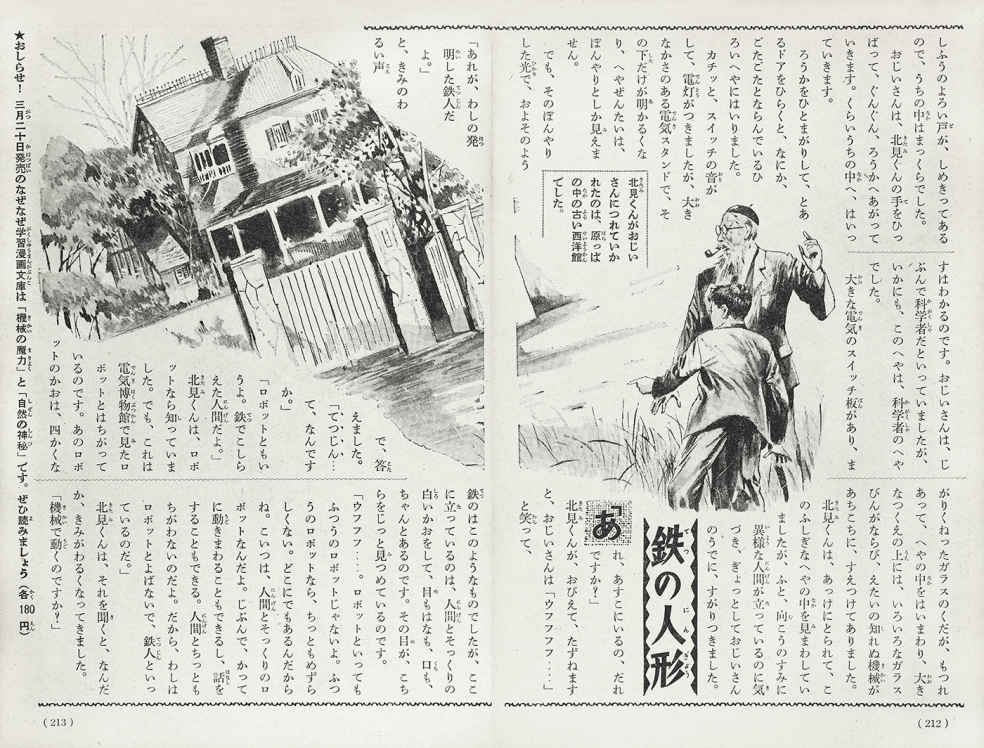 しふうのよろい戸が、しめきってある
ので、うちの中はまっくらでした。
おじいさんは、北見くんの手をひっ
ぱって、ぐんぐん、ろうかへあがって
いきます。くらいうちの中へ、はいっ
ていきます。
ろうかをひとまがりして、とあ
るドアをひらくと、なにか、
ごたごたとならんでいるひ
ろいへやにはいりました。
カチッと、スイッチの音が
して、電灯がつきましたが、大き
なかさのある電気スタンドで、そ
の下だけが明かるくな
り、へやぜんたいは、
ぼんやりとしか見えま
せん。
でも、そのぼんやり
した光で、およそのよう
北見くんがおじい
さんにつれていか
れたのは、原っぱ
の中の古い西洋館
でした。
すはわかるのです。おじいさんは、じ
ぶんで科学者だといっていましたが、
いかにも、このへやは、科学者のへや
でした。
大きな電気のスイッチ板があり、ま
がりくねったガラスのくだが、もつれ
あって、へやの中をはいまわり、大き
なつくえの上には、いろいろなガラス
びんがならび、えたいの知れぬ機械が
あちこちに、すえつけてありました。
北見くんは、あっけにとられて、こ
のふしぎなへやの中を見まわしてい
ましたが、ふと、向こうのすみに
異様な人間が立っているのに気
づき、ぎょっとしておじいさん
のうでに、すがりつきました。
鉄の人形
「あれ、あすこにいるの、だれ
ですか？」
北見くんが、おびえて、たずねます
と、おじいさんは「ウフフフ‥‥」
と笑って、
「あれが、わしの発
明した鉄人だ
よ。」
と、きみのわ
るい声
で、答
えました。
「てつじん‥
て、なんです
か。」
「ロボットともい
うよ。鉄でこしら
えた人間だよ。」
北見くんは、ロボ
ットなら知っていま
した。でも、これは
電気博物館で見たロ
ボットとはちがって
いるのです。あのロボ
ットのかおは、四かくな
鉄のはこのようなものでしたが、ここ
に立っているのは、人間とそっくりの
白いかおをして、目もはなも、口も、
ちゃんとあるのです。その目が、こち
らをじっと見つめているのです。
「ウフフフ‥‥。ロボットといっても
ふつうのロボットじゃないよ。ふつ
うのロボットなら、ちっともめずら
しくない。どこにでもあるんだから
ね。こいつは、人間とそっくりのロ
ボットなんだよ。じぶんで、かって
に動きまわることもできるし、話を
することもできる。人間とちっとも
ちがわないのだよ。だから、わしは
ロボットとよばないで、鉄人といっ
ているのだ。」
北見くんは、それを聞くと、なんだ
か、きみがわるくなってきました。
「機械で動くのですか？」
★おしらせ！ 三月二十日発売のなぜなぜ学習漫画文庫は「機械の魔力」と「自然の神秘」です。ぜひ読みましょう（各180円）
(213)
(212)